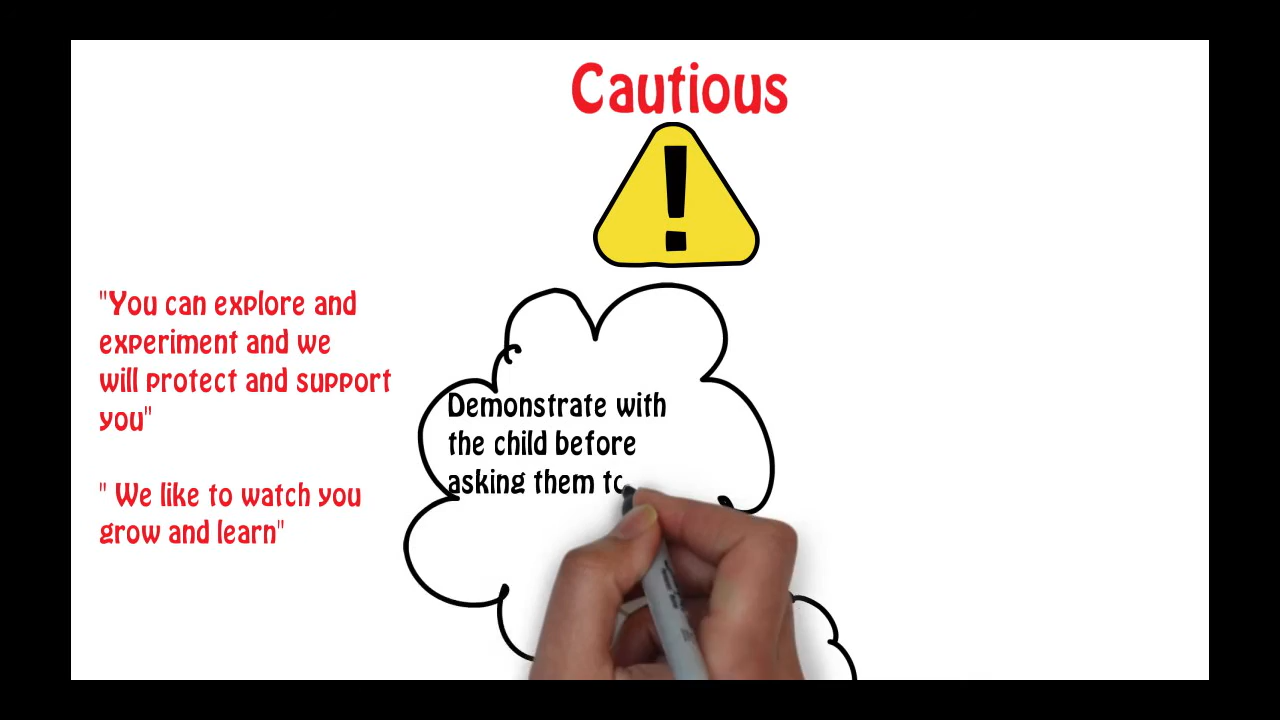 Cautious
"You can explore and
experiment and we
will protect and support
you"
" We like to watch you
grow and learn"
Demonstrate with
the child before
asking them to